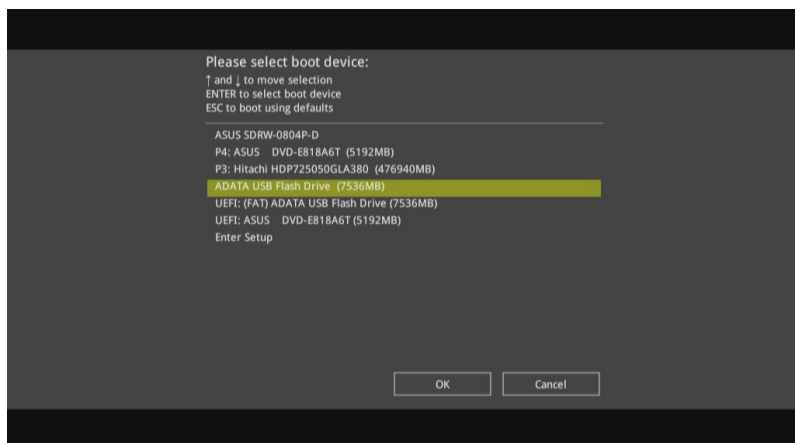 Please select boot device:
↑ and ↓ to move selection
ENTER to select boot device
ESC to boot using defaults
ASUS SDRW-0804P-D
P4: ASUS DVD-E818A6T (5192MB)
P3: Hitachi HDP725050GLA380 (476940MB)
ADATA USB Flash Drive (7536MB)
UEFI: (FAT) ADATA USB Flash Drive (7536MB)
UEFI: ASUS DVD-E818A6T (5192MB)
Enter Setup
OK Cancel